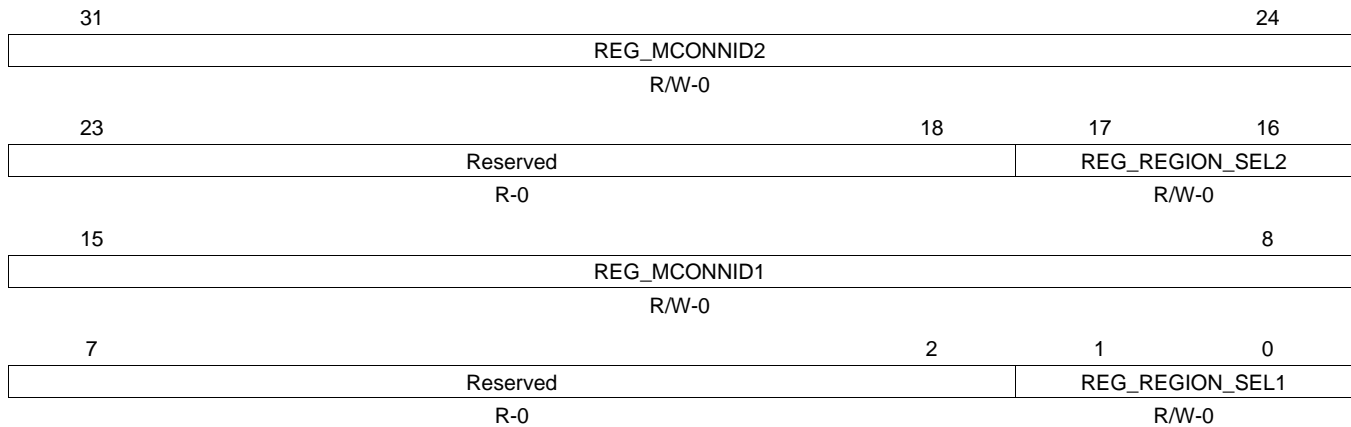 31 24
REG_MCONNID2
R/W-0
23 18 17 16
Reserved REG_REGION_SEL2
R-0 R/W-0
15 8
REG_MCONNID1
R/W-0
7 2 1 0
Reserved REG_REGION_SEL1
R-0 R/W-0